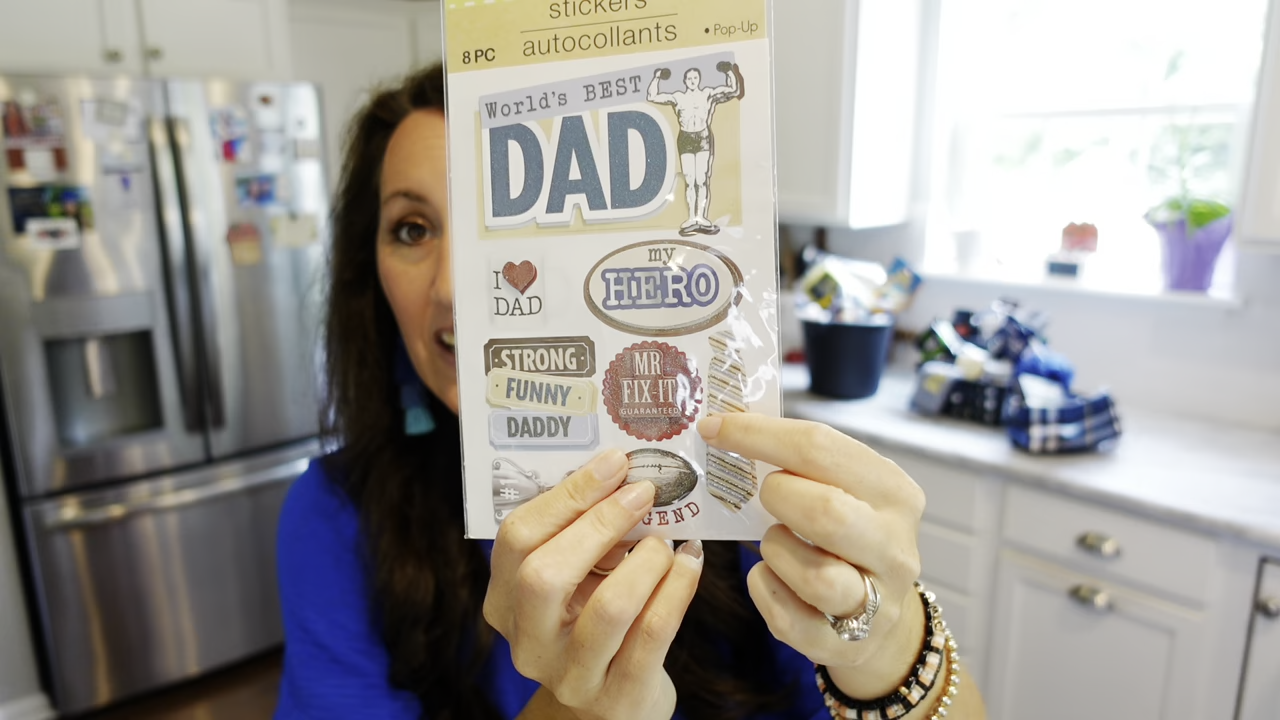 stickers
autocollants
8 PC
• Pop-Up
World's BEST
DAD
I
DAD
my
HERO
STRONG
FUNNY
DADDY
MR
FIX-IT
GUARANTEED
#